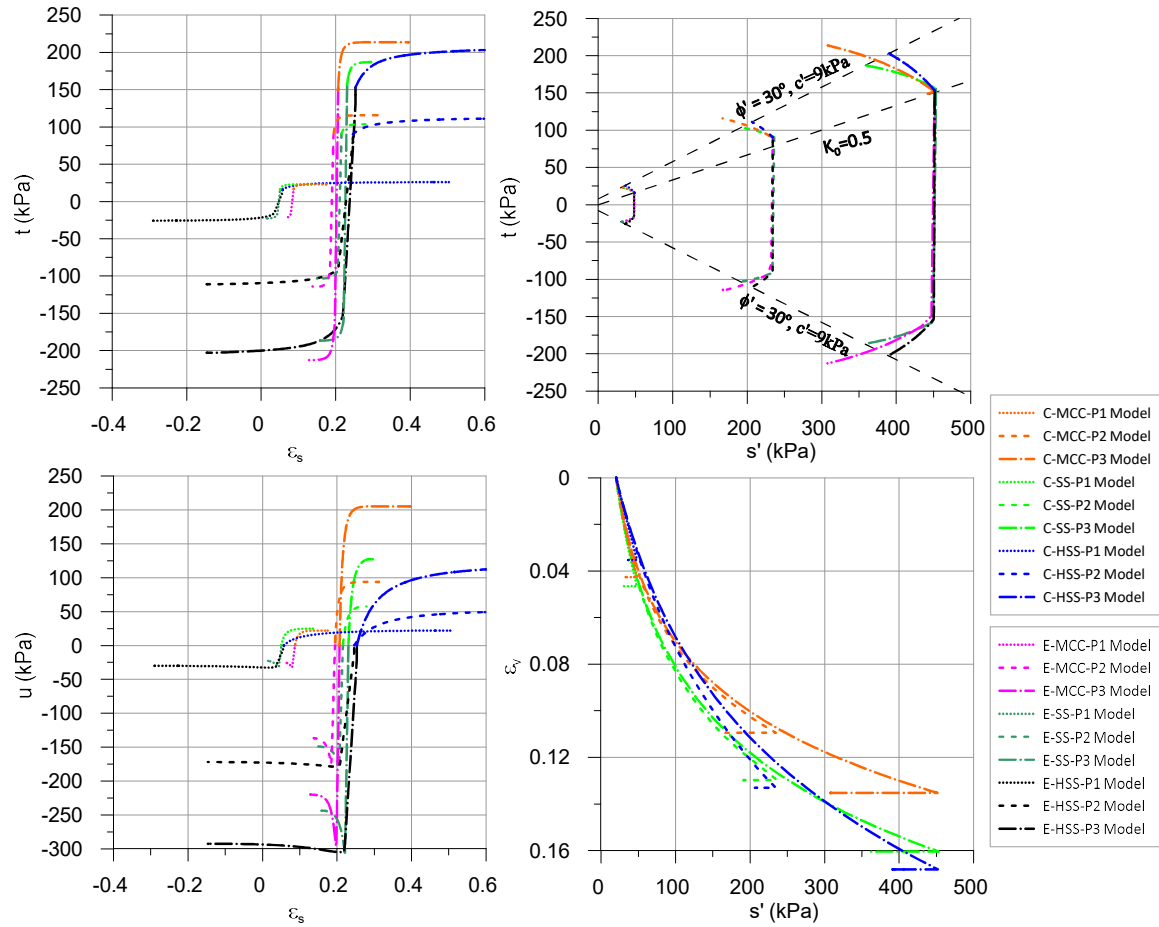 250
200
150
100
50
0
-50
-100
-150
-200
-250
t (kPa)
-0.4 -0.2 0 0.2 0.4 0.6
εs
250
200
150
100
50
0
-50
-100
-150
-200
-250
t (kPa)
ϕ' = 30º, c'=9kPa
K0=0.5
ϕ' = 30º, c'=9kPa
0 100 200 300 400 500
s' (kPa)
250
200
150
100
50
0
-50
-100
-150
-200
-250
-300
u (kPa)
-0.4 -0.2 0 0.2 0.4 0.6
εs
0
0.04
0.08
0.12
0.16
εv
0 100 200 300 400 500
s' (kPa)
C-MCC-P1 Model
C-MCC-P2 Model
C-MCC-P3 Model
C-SS-P1 Model
C-SS-P2 Model
C-SS-P3 Model
C-HSS-P1 Model
C-HSS-P2 Model
C-HSS-P3 Model
E-MCC-P1 Model
E-MCC-P2 Model
E-MCC-P3 Model
E-SS-P1 Model
E-SS-P2 Model
E-SS-P3 Model
E-HSS-P1 Model
E-HSS-P2 Model
E-HSS-P3 Model